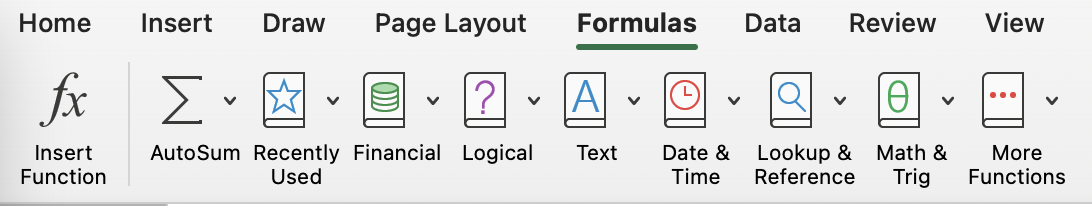 Home Insert Draw Page Layout Formulas Data Review View
fx Σ ? A θ
Insert AutoSum Recently Financial Logical Text Date & Lookup & Math & More
Function Used Time Reference Trig Functions